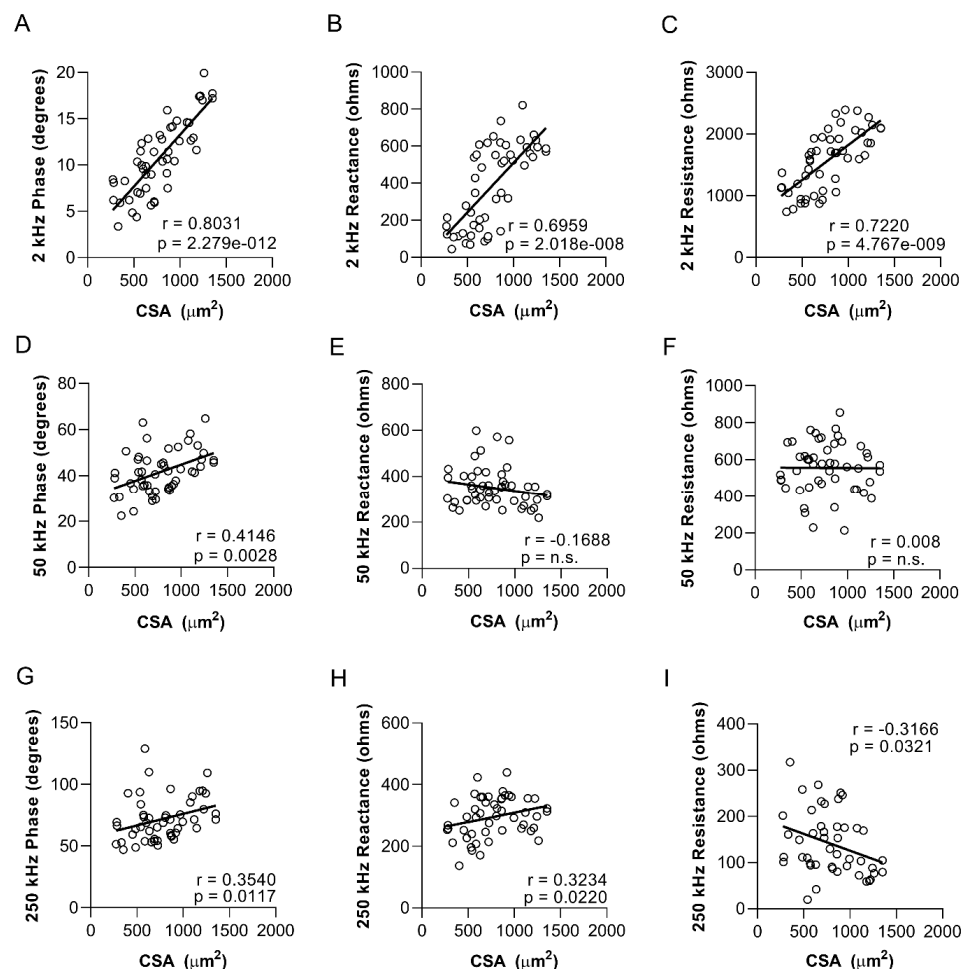 A
20
15
10
5
0
2 kHz Phase (degrees)
r = 0.8031
p = 2.279e-012
0 500 1000 1500 2000
CSA (μm²)
B
1000
800
600
400
200
0
2 kHz Reactance (ohms)
r = 0.6959
p = 2.018e-008
0 500 1000 1500 2000
CSA (μm²)
C
3000
2000
1000
0
2 kHz Resistance (ohms)
r = 0.7220
p = 4.767e-009
0 500 1000 1500 2000
CSA (μm²)
D
80
60
40
20
0
50 kHz Phase (degrees)
r = 0.4146
p = 0.0028
0 500 1000 1500 2000
CSA (μm²)
E
800
600
400
200
0
50 kHz Reactance (ohms)
r = -0.1688
p = n.s.
0 500 1000 1500 2000
CSA (μm²)
F
1000
800
600
400
200
0
50 kHz Resistance (ohms)
r = 0.008
p = n.s.
0 500 1000 1500 2000
CSA (μm²)
G
150
100
50
0
250 kHz Phase (degrees)
r = 0.3540
p = 0.0117
0 500 1000 1500 2000
CSA (μm²)
H
600
400
200
0
250 kHz Reactance (ohms)
r = 0.3234
p = 0.0220
0 500 1000 1500 2000
CSA (μm²)
I
400
300
200
100
0
250 kHz Resistance (ohms)
r = -0.3166
p = 0.0321
0 500 1000 1500 2000
CSA (μm²)